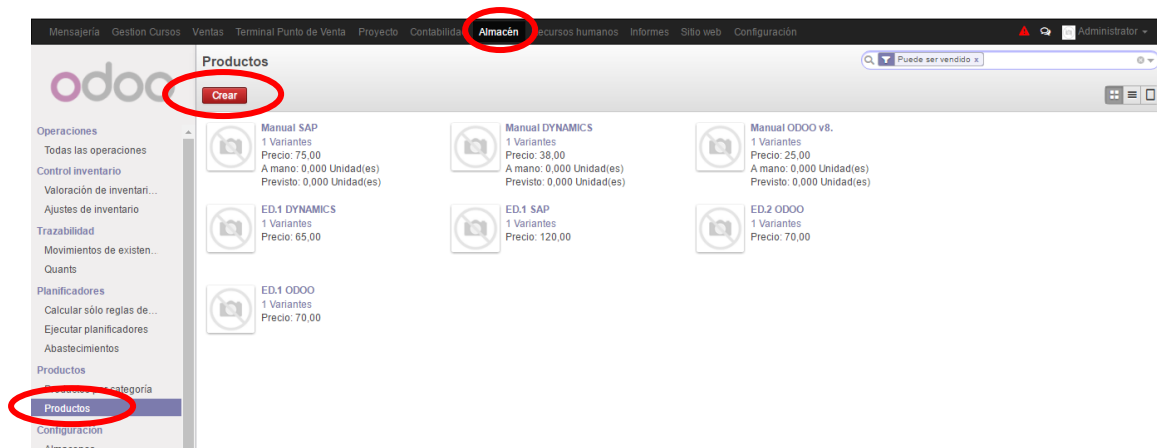 Mensajería Gestion Cursos Ventas Terminal Punto de Venta Proyecto Contabilida Almacén Recursos humanos Informes Sitio web Configuración Administrator
odoo
Productos
Puede ser vendido x
Crear
Operaciones
Todas las operaciones
Control inventario
Valoración de inventari...
Ajustes de inventario
Trazabilidad
Movimientos de existen..
Quants
Planificadores
Calcular sólo reglas de...
Ejecutar planificadores
Abastecimientos
Productos
Productos por categoría
Productos
Configuración
Almacenes
Manual SAP
1 Variantes
Precio: 75,00
A mano: 0,000 Unidad(es)
Previsto: 0,000 Unidad(es)
Manual DYNAMICS
1 Variantes
Precio: 38,00
A mano: 0,000 Unidad(es)
Previsto: 0,000 Unidad(es)
Manual ODOO v8.
1 Variantes
Precio: 25,00
A mano: 0,000 Unidad(es)
Previsto: 0,000 Unidad(es)
ED.1 DYNAMICS
1 Variantes
Precio: 65,00
ED.1 SAP
1 Variantes
Precio: 120,00
ED.2 ODOO
1 Variantes
Precio: 70,00
ED.1 ODOO
1 Variantes
Precio: 70,00